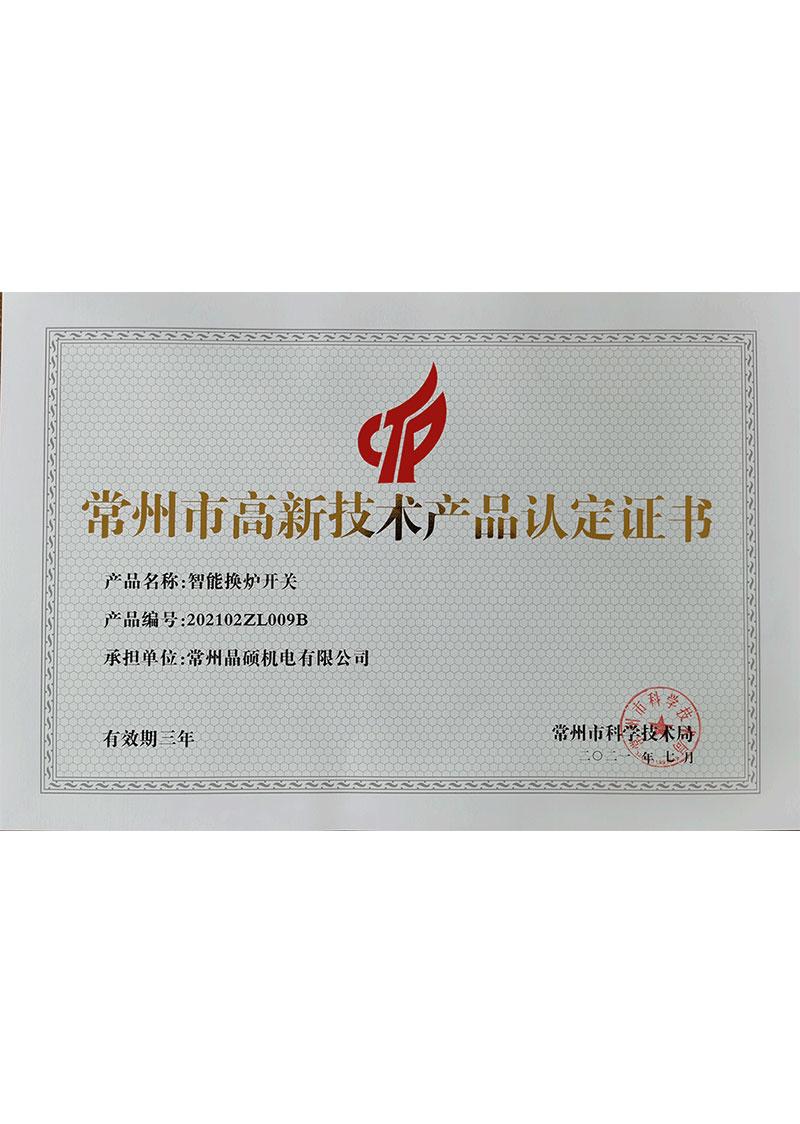 CTP
常州市高新技术产品认定证书
产品名称:智能换炉开关
产品编号:202102ZL009B
承担单位:常州晶硕机电有限公司
有效期三年
常州市科学技术局
二〇二一年七月